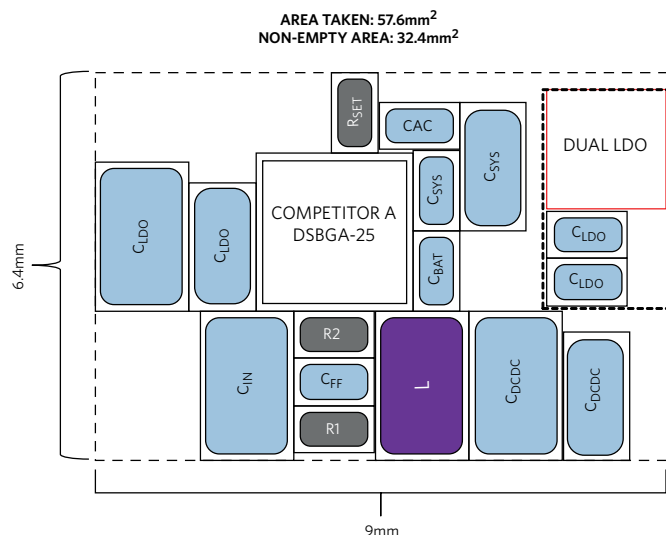 AREA TAKEN: 57.6mm²
NON-EMPTY AREA: 32.4mm²
RSET
CAC
CSYS
CSYS
DUAL LDO
CLDO
CLDO
COMPETITOR A
DSBGA-25
CBAT
CLDO
CLDO
6.4mm
CIN
R2
CFF
R1
L
CDCDC
CDCDC
9mm